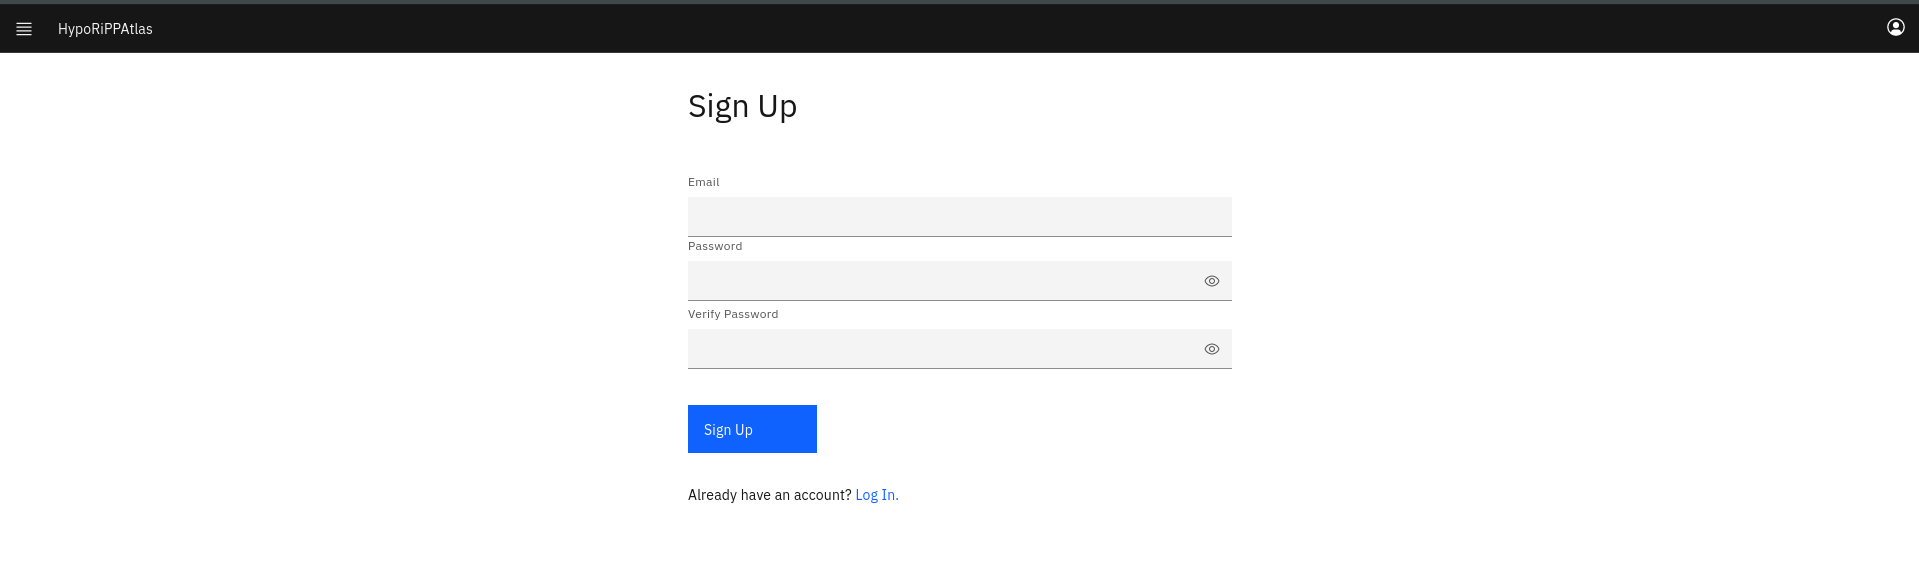 HypoRiPPAtlas
Sign Up
Email
Password
Verify Password
Sign Up
Already have an account? Log In.